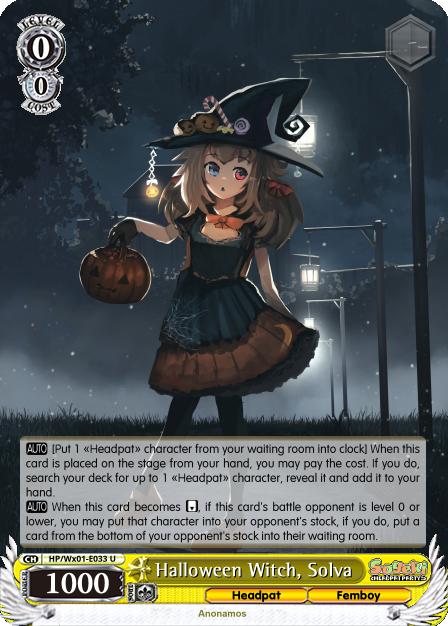 LEVEL
0
0
COST
AUTO [Put 1 «Headpat» character from your waiting room into clock] When this
card is placed on the stage from your hand, you may pay the cost. If you do,
search your deck for up to 1 «Headpat» character, reveal it and add it to your
hand.
AUTO When this card becomes, if this card's battle opponent is level 0 or
lower, you may put that character into your opponent's stock, if you do, put a
card from the bottom of your opponent's stock into their waiting room.
CH HP/Wx01-E033 U
POWER 1000 SOUL Halloween Witch, Solva
Headpat Femboy
HEADPAT PARTY
Anonamos